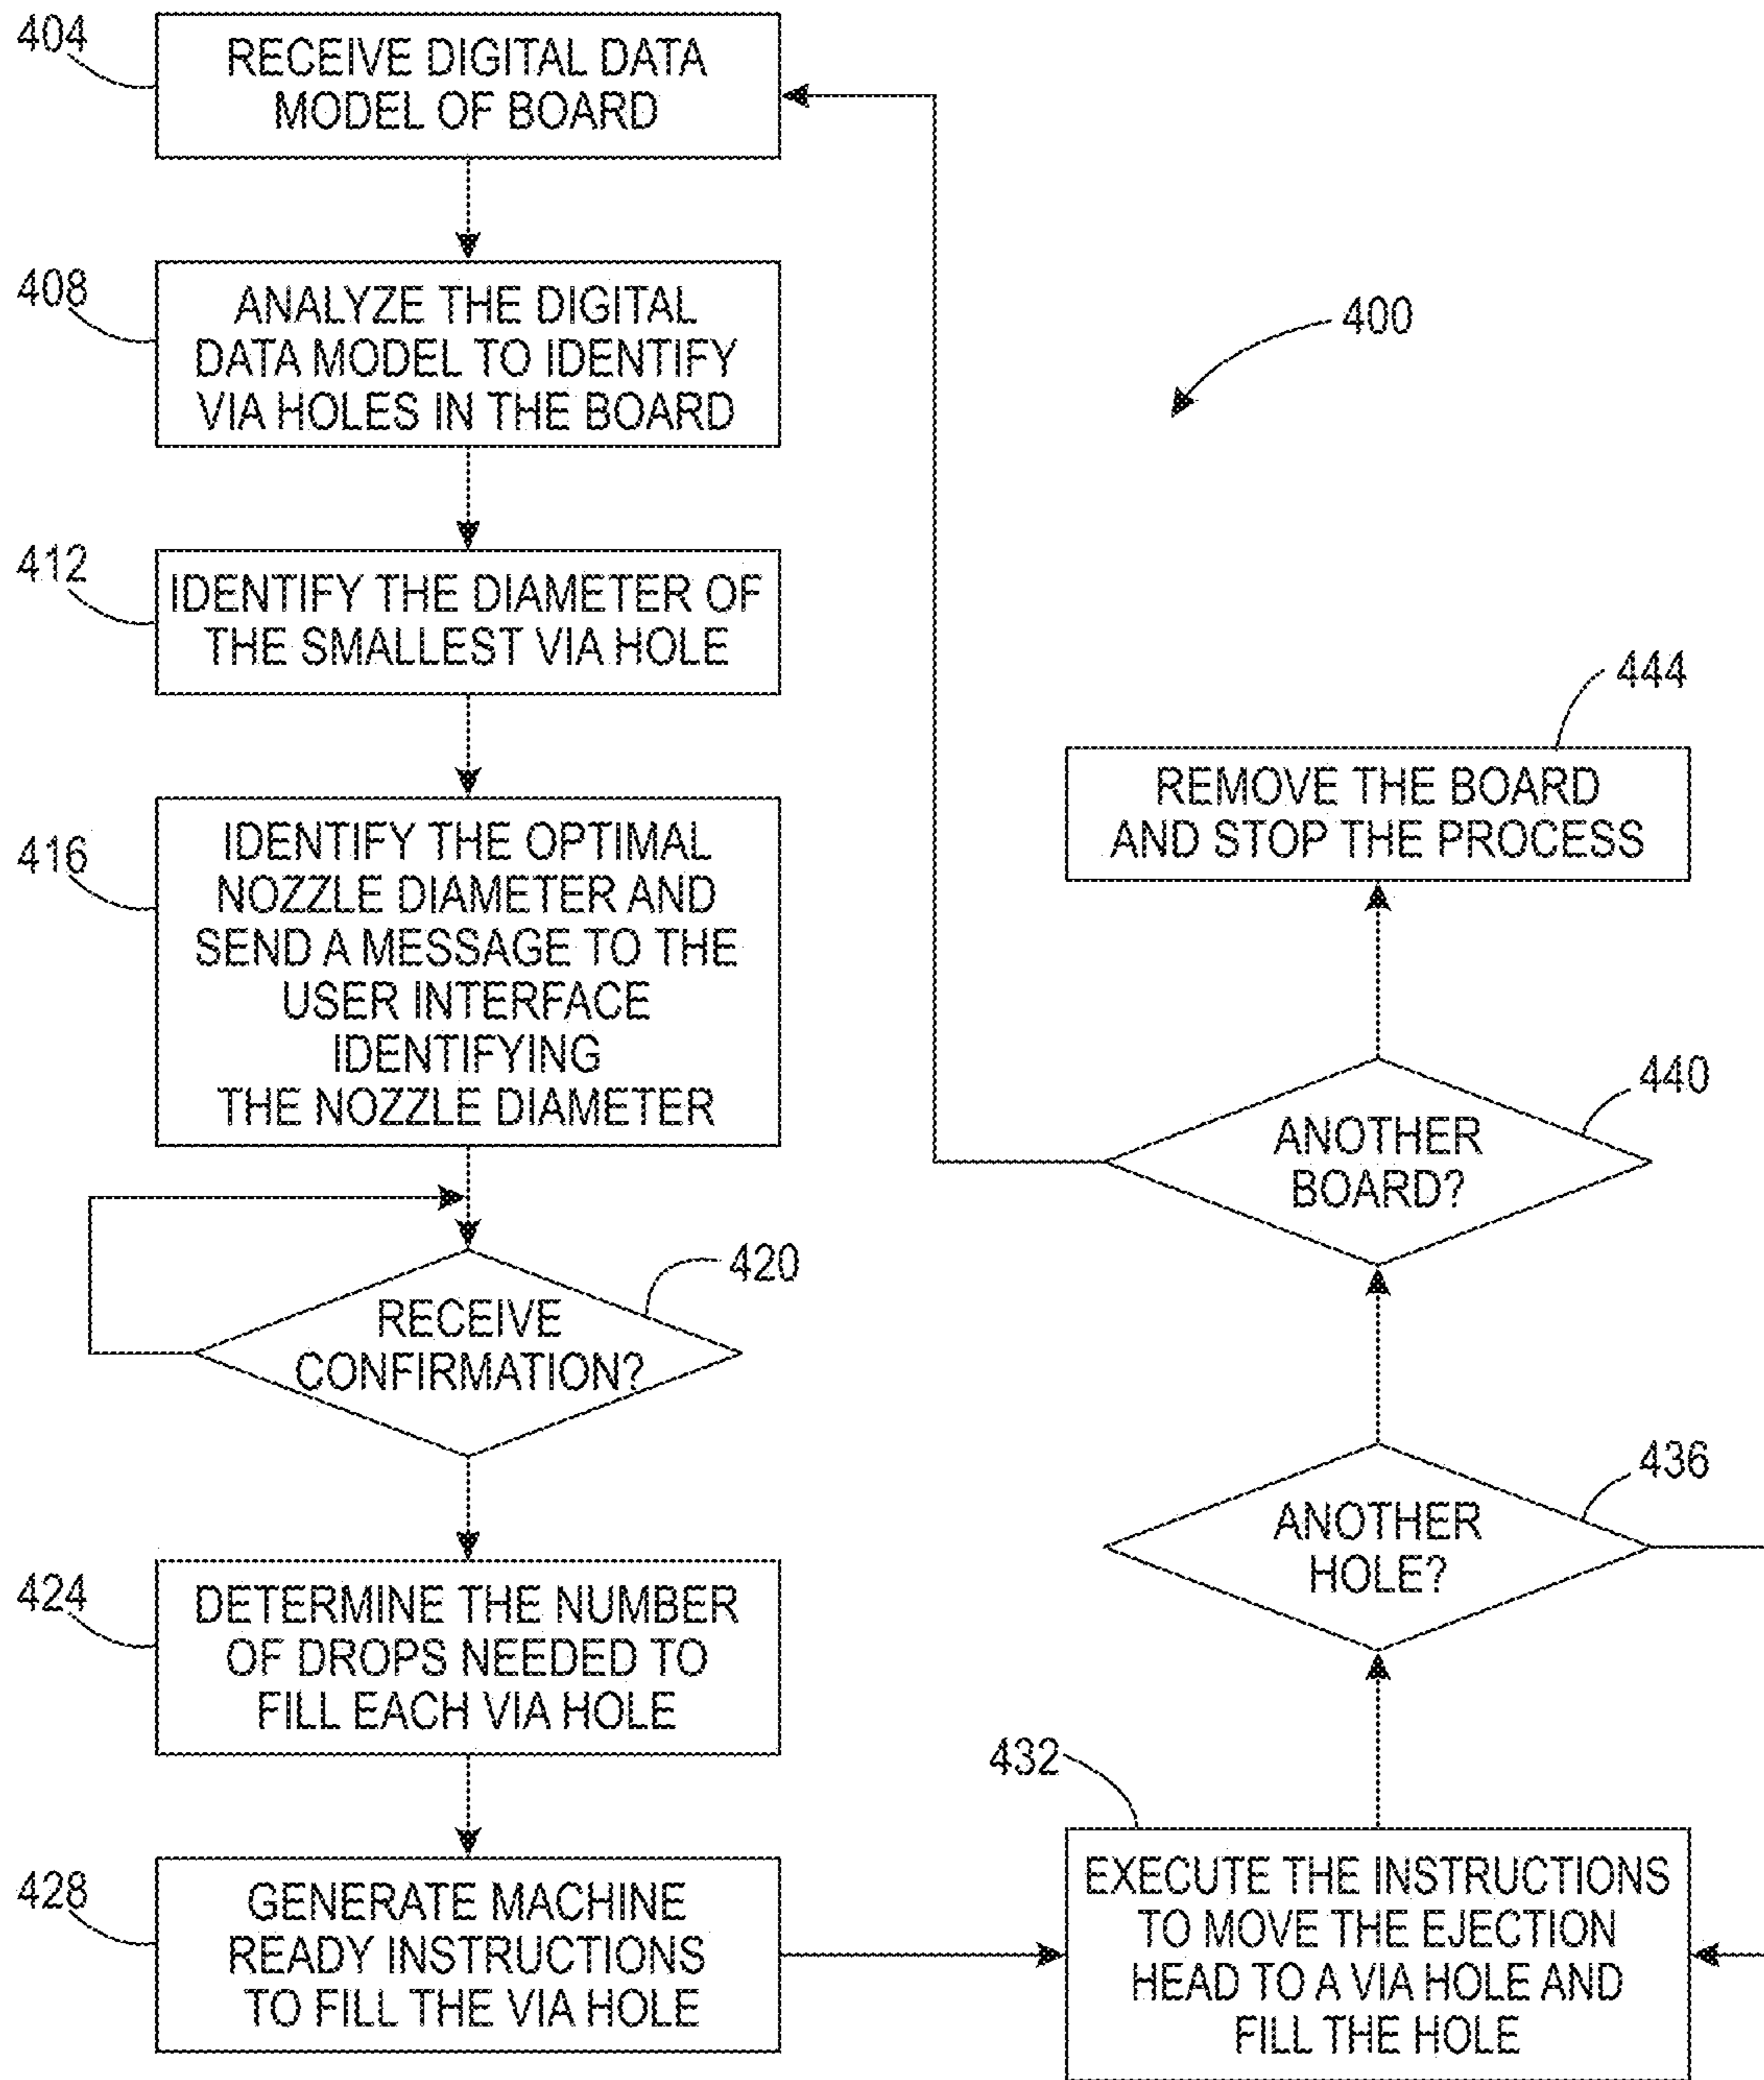 404
RECEIVE DIGITAL DATA
MODEL OF BOARD
408
ANALYZE THE DIGITAL
DATA MODEL TO IDENTIFY
VIA HOLES IN THE BOARD
412
IDENTIFY THE DIAMETER OF
THE SMALLEST VIA HOLE
416
IDENTIFY THE OPTIMAL
NOZZLE DIAMETER AND
SEND A MESSAGE TO THE
USER INTERFACE
IDENTIFYING
THE NOZZLE DIAMETER
420
RECEIVE
CONFIRMATION?
424
DETERMINE THE NUMBER
OF DROPS NEEDED TO
FILL EACH VIA HOLE
428
GENERATE MACHINE
READY INSTRUCTIONS
TO FILL THE VIA HOLE
400
444
REMOVE THE BOARD
AND STOP THE PROCESS
440
ANOTHER
BOARD?
436
ANOTHER
HOLE?
432
EXECUTE THE INSTRUCTIONS
TO MOVE THE EJECTION
HEAD TO A VIA HOLE AND
FILL THE HOLE